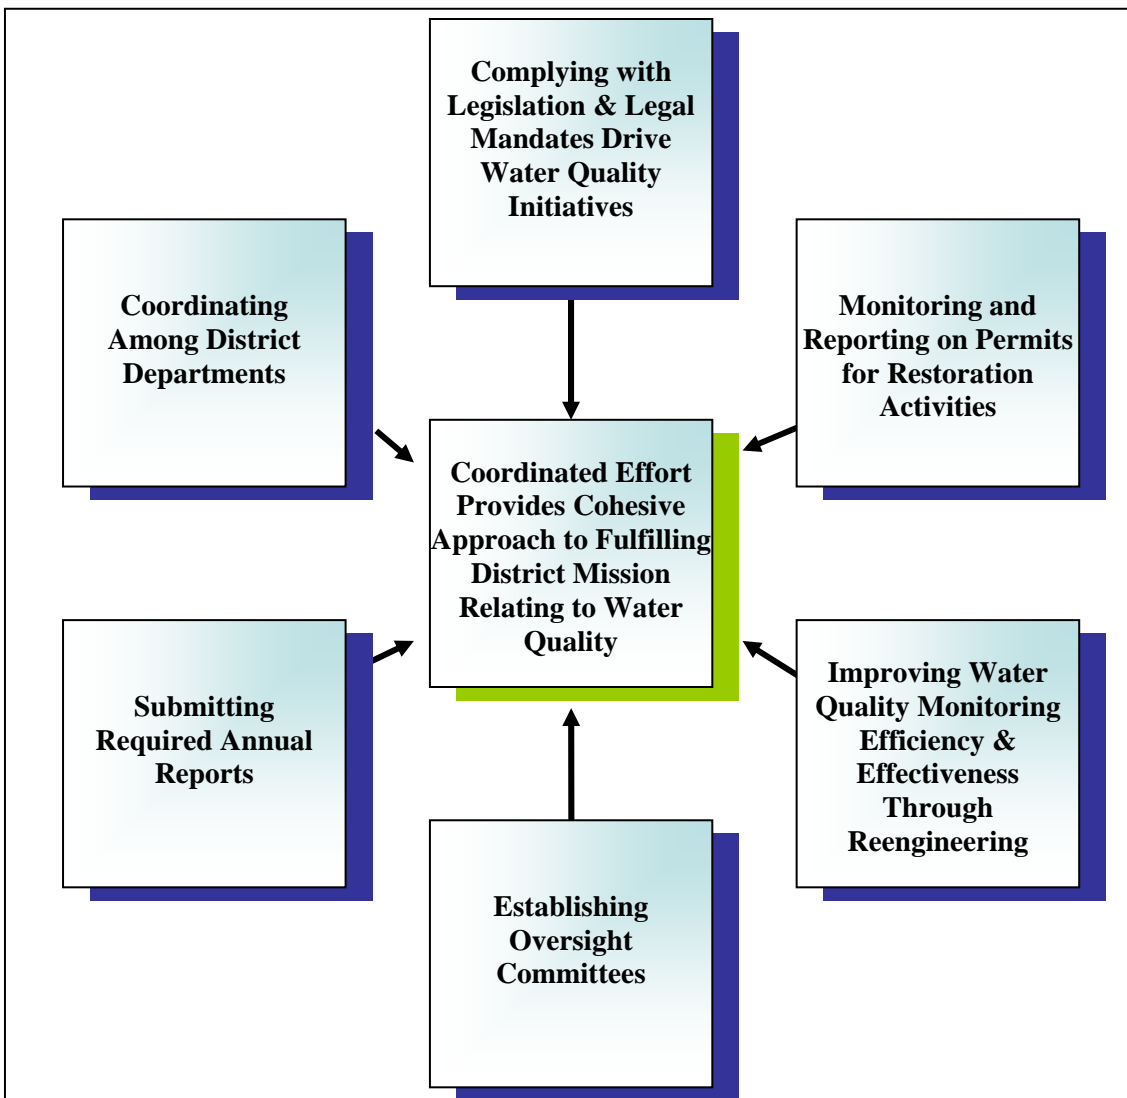 Complying with
Legislation & Legal
Mandates Drive
Water Quality
Initiatives
Coordinating
Among District
Departments
Monitoring and
Reporting on Permits
for Restoration
Activities
Coordinated Effort
Provides Cohesive
Approach to Fulfilling
District Mission
Relating to Water
Quality
Submitting
Required Annual
Reports
Improving Water
Quality Monitoring
Efficiency &
Effectiveness
Through
Reengineering
Establishing
Oversight
Committees